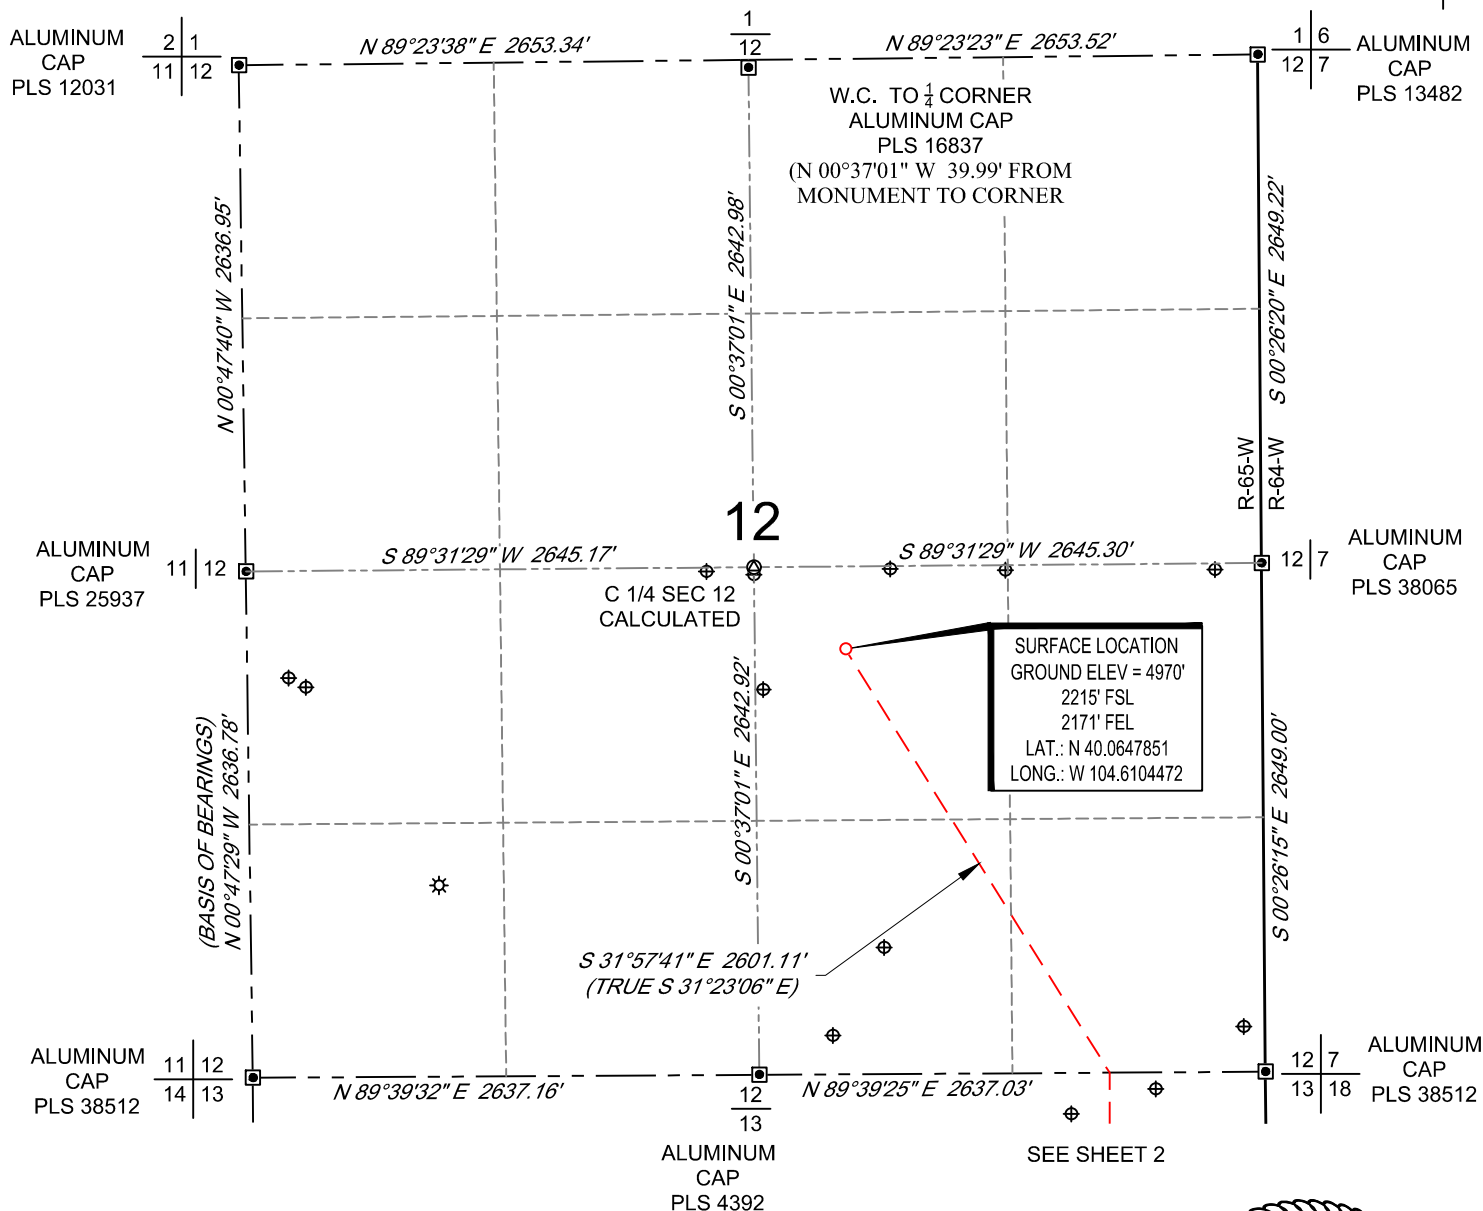 ALUMINUM
CAP
PLS 12031
2 1
11 12
N 89°23'38" E 2653.34'
1
12
N 89°23'23" E 2653.52'
1 6
12 7
ALUMINUM
CAP
PLS 13482
W.C. TO 1/4 CORNER
ALUMINUM CAP
PLS 16837
(N 00°37'01" W 39.99' FROM
MONUMENT TO CORNER
N 00°47'40" W 2636.95'
S 00°37'01" E 2642.98'
S 00°26'20" E 2649.22'
R-65-W
R-64-W
12
ALUMINUM
CAP
PLS 25937
11 12
S 89°31'29" W 2645.17'
S 89°31'29" W 2645.30'
12 7
ALUMINUM
CAP
PLS 38065
C 1/4 SEC 12
CALCULATED
SURFACE LOCATION
GROUND ELEV = 4970'
2215' FSL
2171' FEL
LAT.: N 40.0647851
LONG.: W 104.6104472
(BASIS OF BEARINGS)
N 00°47'29" W 2636.78'
S 00°37'01" E 2642.92'
S 00°26'15" E 2649.00'
S 31°57'41" E 2601.11'
(TRUE S 31°23'06" E)
ALUMINUM
CAP
PLS 38512
11 12
14 13
N 89°39'32" E 2637.16'
12
13
N 89°39'25" E 2637.03'
12 7
13 18
ALUMINUM
CAP
PLS 38512
ALUMINUM
CAP
PLS 4392
SEE SHEET 2